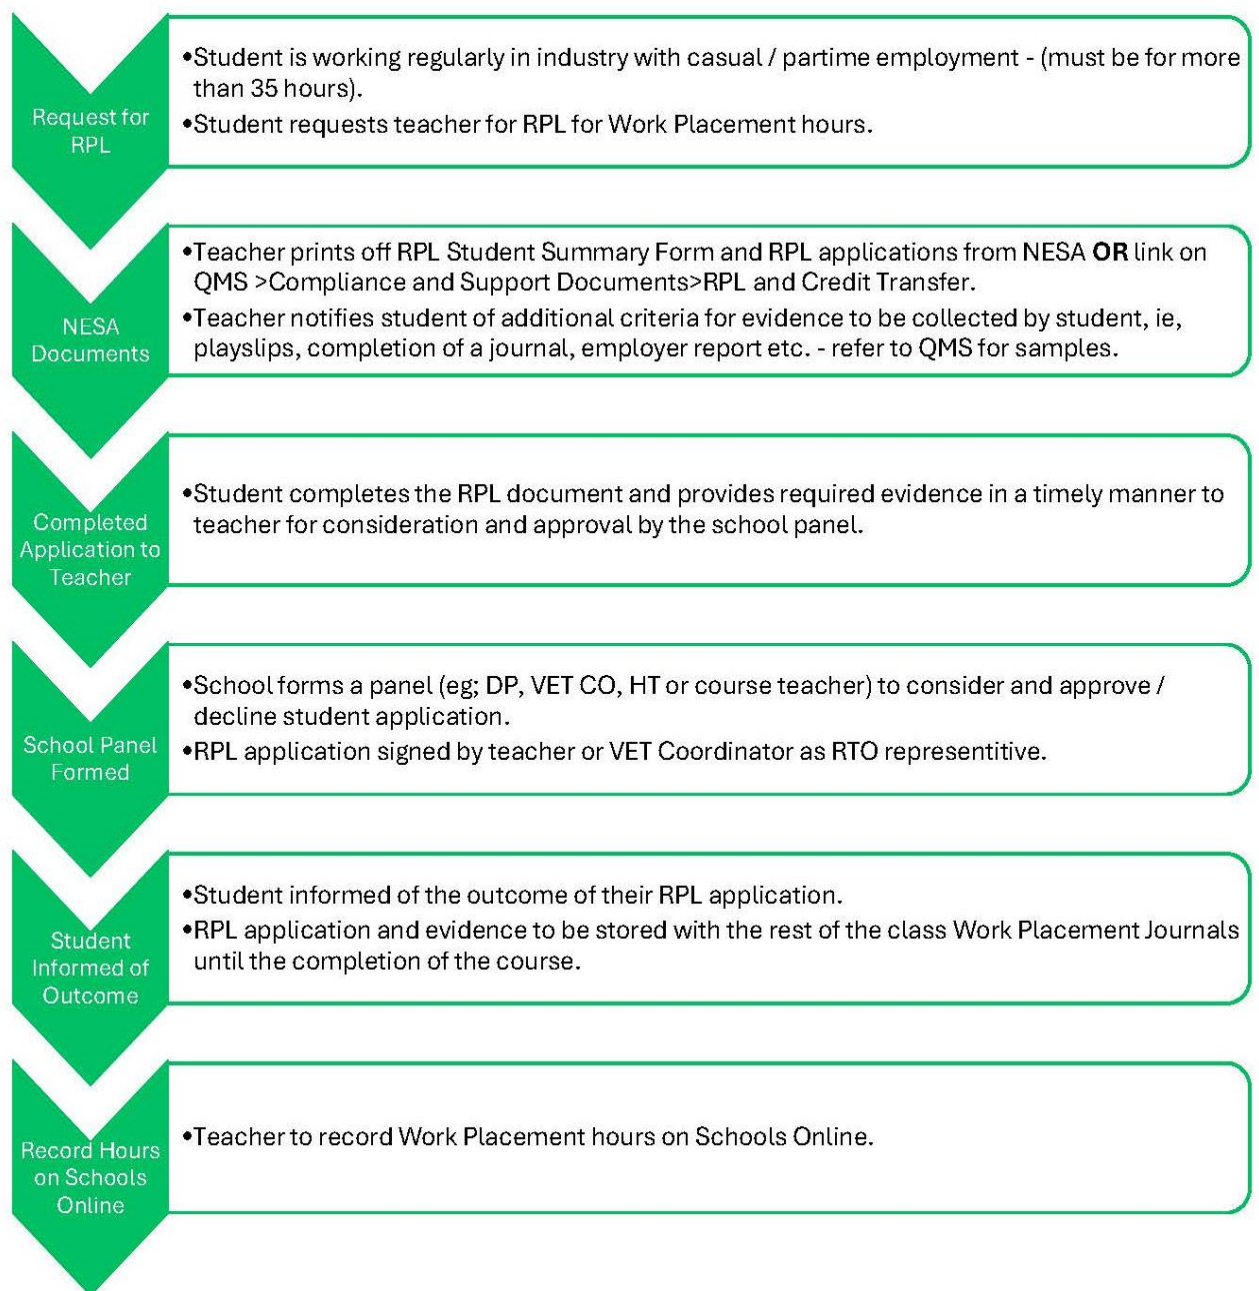 Request for
RPL
•Student is working regularly in industry with casual / partime employment - (must be for more
than 35 hours).
•Student requests teacher for RPL for Work Placement hours.
NESA
Documents
•Teacher prints off RPL Student Summary Form and RPL applications from NESA OR link on
QMS >Compliance and Support Documents>RPL and Credit Transfer.
•Teacher notifies student of additional criteria for evidence to be collected by student, ie,
playslips, completion of a journal, employer report etc. - refer to QMS for samples.
Completed
Application to
Teacher
•Student completes the RPL document and provides required evidence in a timely manner to
teacher for consideration and approval by the school panel.
School Panel
Formed
•School forms a panel (eg; DP, VET CO, HT or course teacher) to consider and approve /
decline student application.
•RPL application signed by teacher or VET Coordinator as RTO representitive.
Student
Informed of
Outcome
•Student informed of the outcome of their RPL application.
•RPL application and evidence to be stored with the rest of the class Work Placement Journals
until the completion of the course.
Record Hours
on Schools
Online
•Teacher to record Work Placement hours on Schools Online.